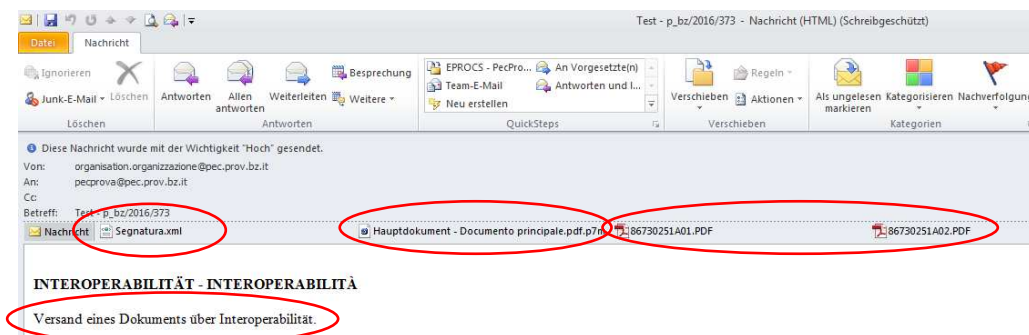 Test - p_bz/2016/373 - Nachricht (HTML) (Schreibgeschützt)
Datei Nachricht
Ignorieren
Junk-E-Mail
Löschen
Antworten
Allen antworten
Weiterleiten
Besprechung
Weitere
EPROCS - PecPro...
Team-E-Mail
Neu erstellen
An Vorgesetzte(n)
Antworten und l...
Verschieben
Regeln
Aktionen
Als ungelesen markieren
Kategorisieren
Nachverfolgung
Löschen Antworten QuickSteps Verschieben Kategorien
Diese Nachricht wurde mit der Wichtigkeit "Hoch" gesendet.
Von: organisation.organizzazione@pec.prov.bz.it
An: pecprova@pec.prov.bz.it
Cc:
Betreff: Test - p_bz/2016/373
Nachricht Segnatura.xml Hauptdokument - Documento principale.pdf.p7m 86730251A01.PDF 86730251A02.PDF
INTEROPERABILITÄT - INTEROPERABILITÀ
Versand eines Dokuments über Interoperabilität.